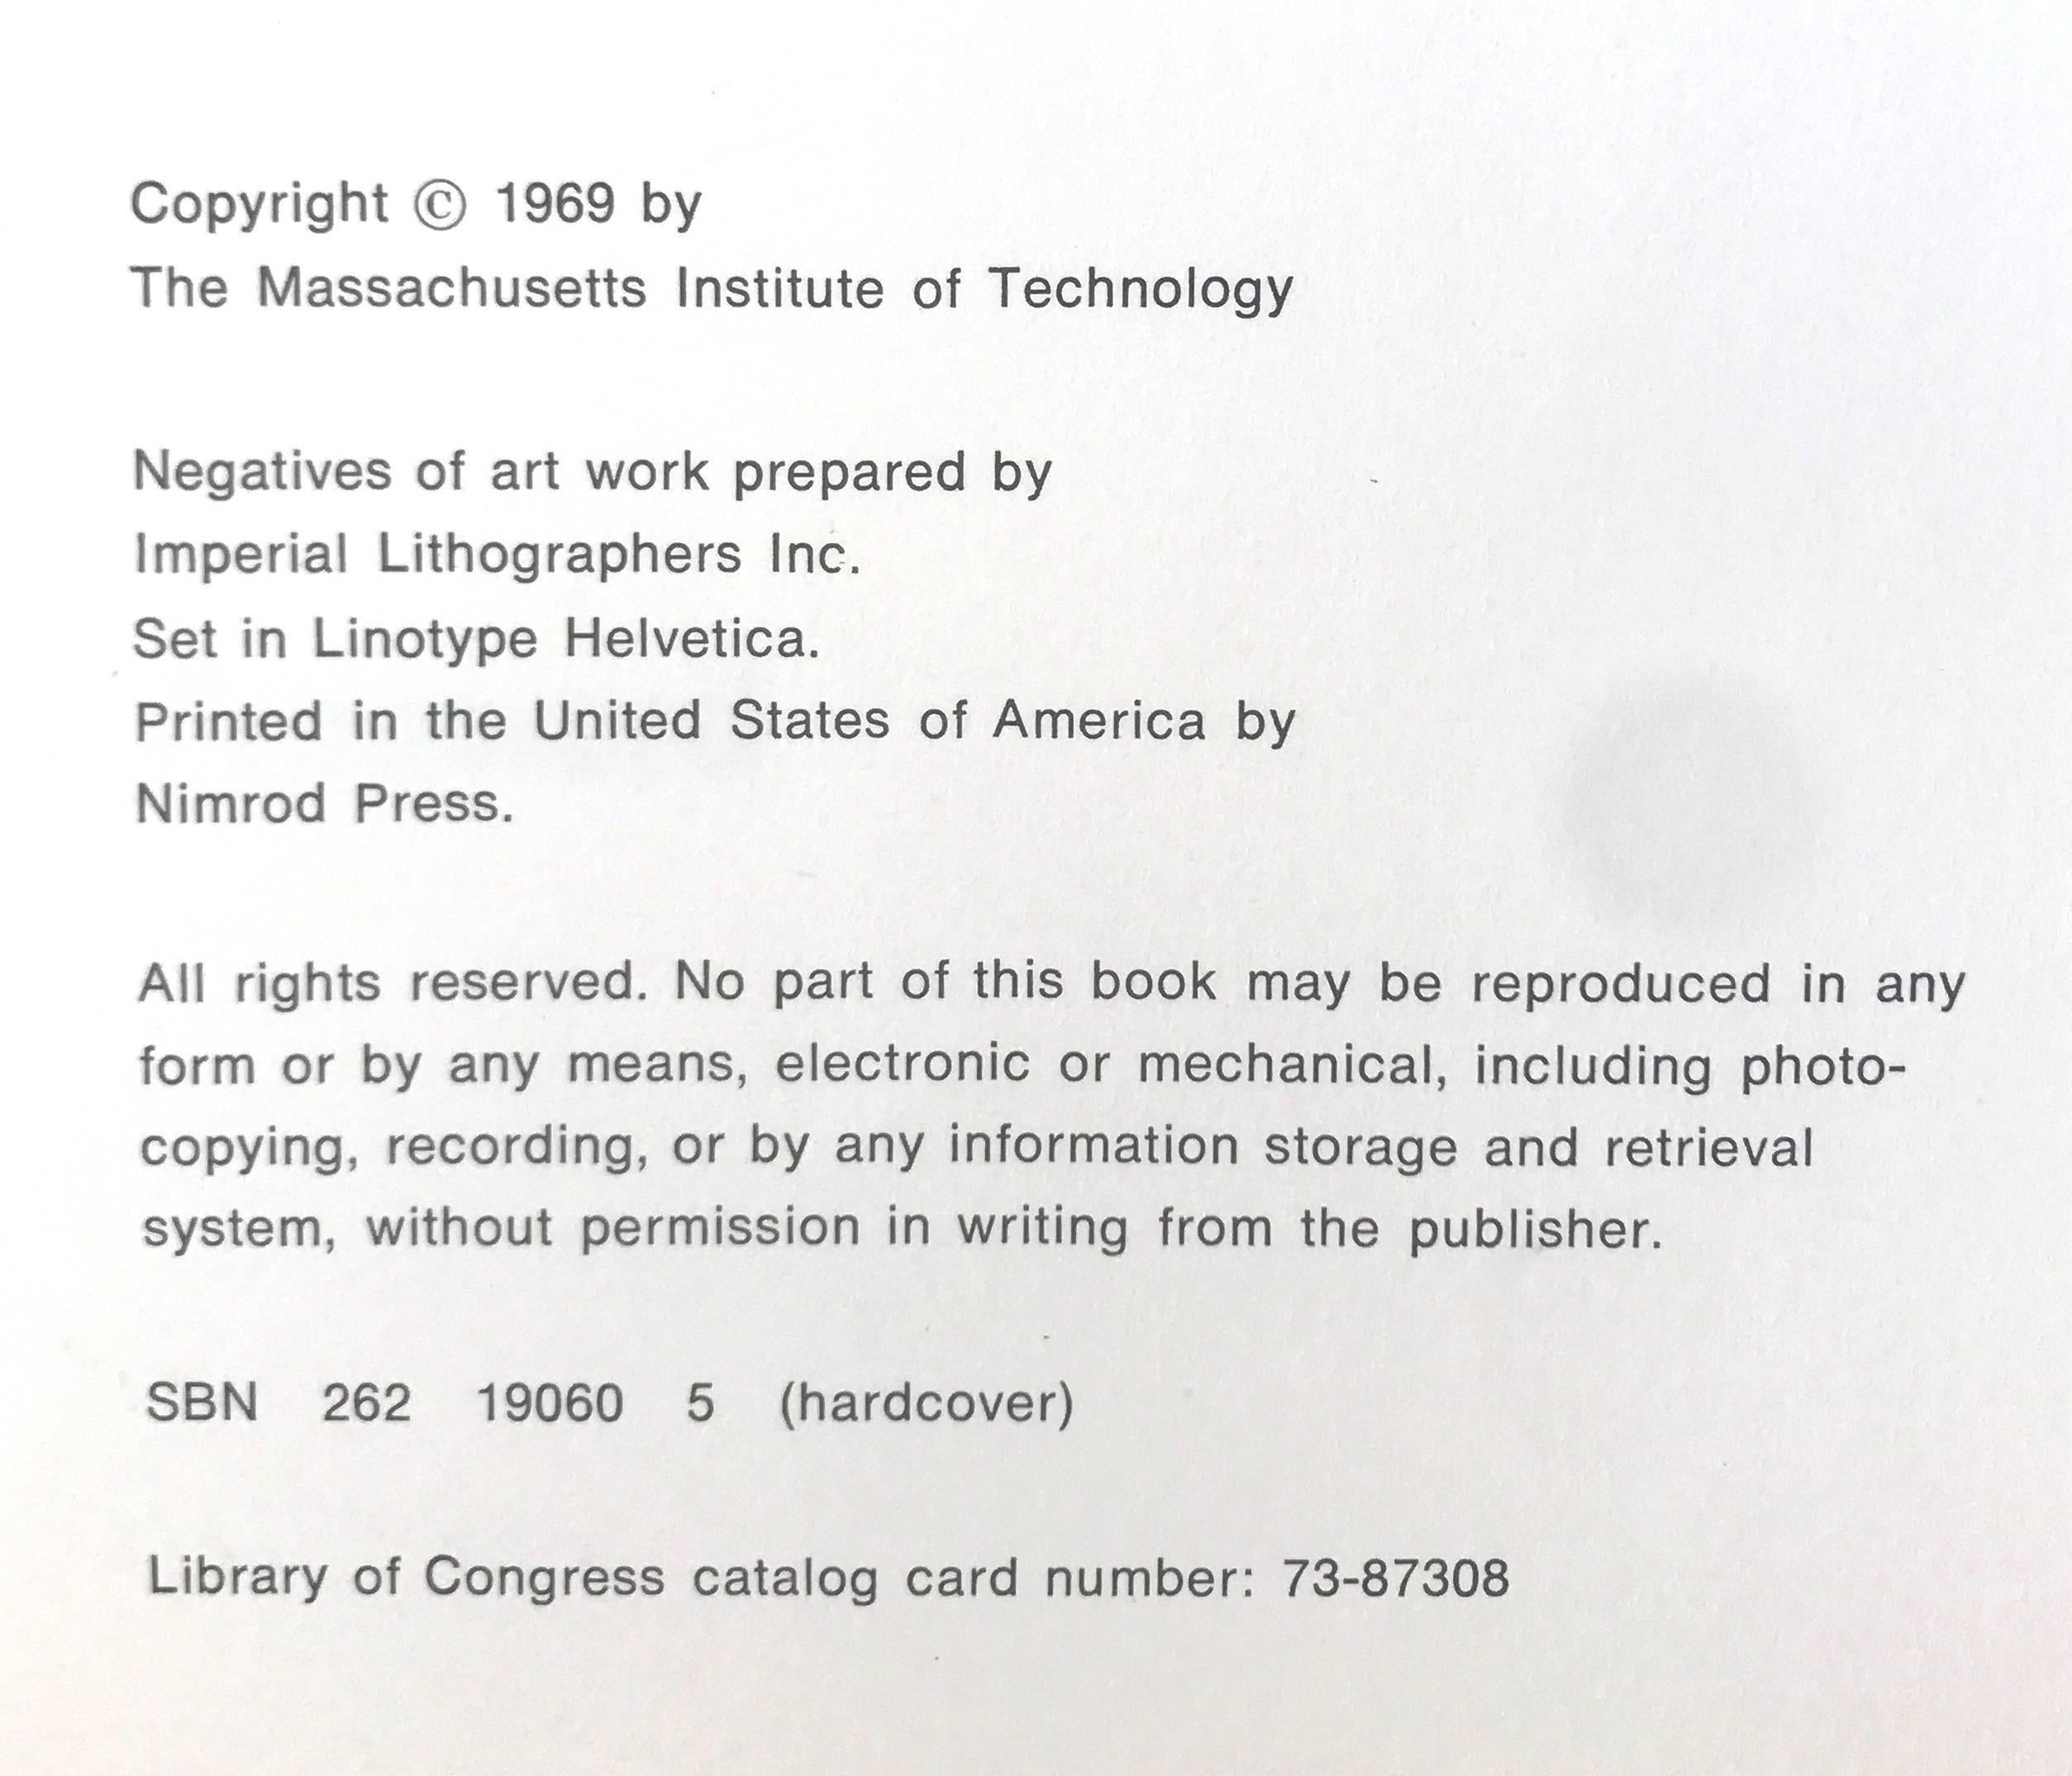 Copyright © 1969 by
The Massachusetts Institute of Technology
Negatives of art work prepared by
Imperial Lithographers Inc.
Set in Linotype Helvetica.
Printed in the United States of America by
Nimrod Press.
All rights reserved. No part of this book may be reproduced in any
form or by any means, electronic or mechanical, including photo-
copying, recording, or by any information storage and retrieval
system, without permission in writing from the publisher.
SBN 262 19060 5 (hardcover)
Library of Congress catalog card number: 73-87308